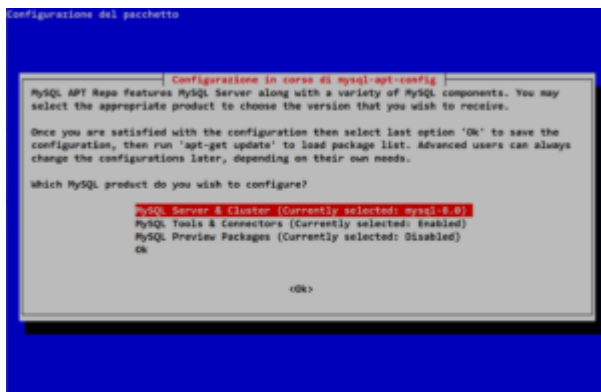 Configurazione del pacchetto
Configurazione in corso di mysql-apt-config
MySQL APT Repo features MySQL Server along with a variety of MySQL components. You may
select the appropriate product to choose the version that you wish to receive.
Once you are satisfied with the configuration then select last option 'Ok' to save the
configuration, then run 'apt-get update' to load package list. Advanced users can always
change the configurations later, depending on their own needs.
Which MySQL product do you wish to configure?
MySQL Server & Cluster (Currently selected: mysql-8.0)
MySQL Tools & Connectors (Currently selected: Enabled)
MySQL Preview Packages (Currently selected: Disabled)
Ok
<Ok>